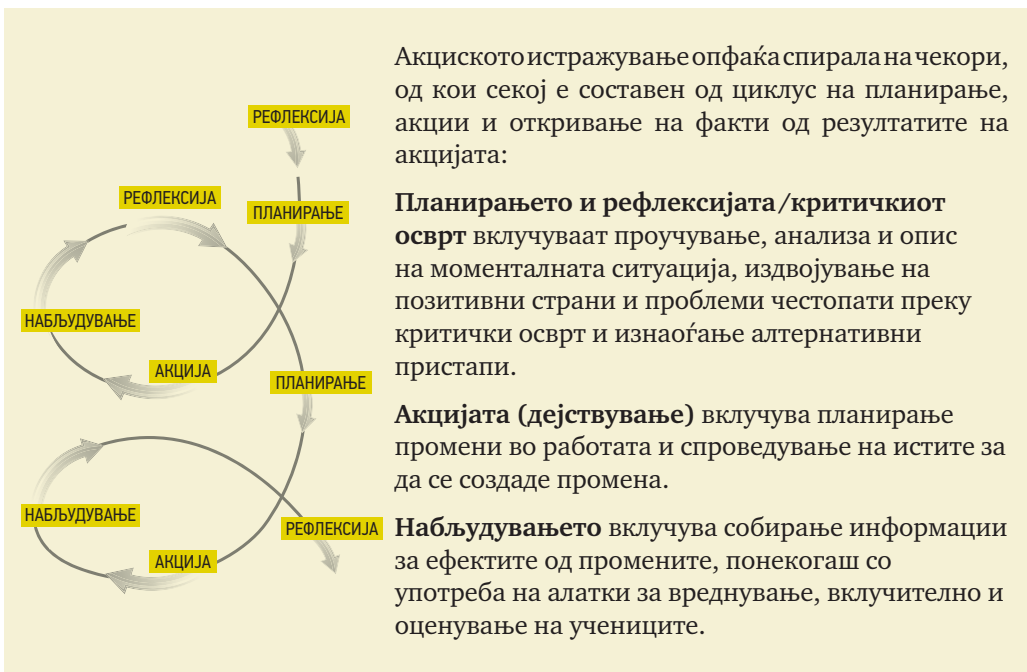 РЕФЛЕКСИЈА
ПЛАНИРАЊЕ
РЕФЛЕКСИЈА
НАБЉУДУВАЊЕ
АКЦИЈА
ПЛАНИРАЊЕ
НАБЉУДУВАЊЕ
АКЦИЈА
РЕФЛЕКСИЈА
Акциското истражување опфаќа спирала на чекори,
од кои секој е составен од циклус на планирање,
акции и откривање на факти од резултатите на
акцијата:
Планирањето и рефлексијата/критичкиот
осврт вклучуваат проучување, анализа и опис
на моменталната ситуација, издвојување на
позитивни страни и проблеми честопати преку
критички осврт и изнаоѓање алтернативни
пристапи.
Акцијата (дејствување) вклучува планирање
промени во работата и спроведување на истите за
да се создаде промена.
Набљудувањето вклучува собирање информации
за ефектите од промените, понекогаш со
употреба на алатки за вреднување, вклучително и
оценување на учениците.